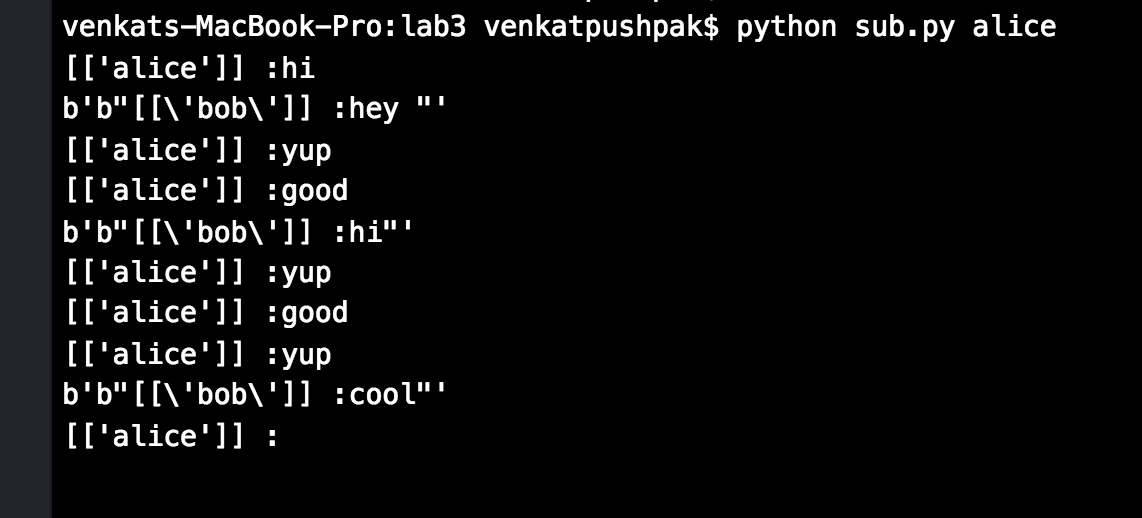 venkats-MacBook-Pro:lab3 venkatpushpak$ python sub.py alice
[['alice']] :hi
b'b"[[\'bob\']] :hey "'
[['alice']] :yup
[['alice']] :good
b'b"[[\'bob\']] :hi"'
[['alice']] :yup
[['alice']] :good
[['alice']] :yup
b'b"[[\'bob\']] :cool"'
[['alice']] :